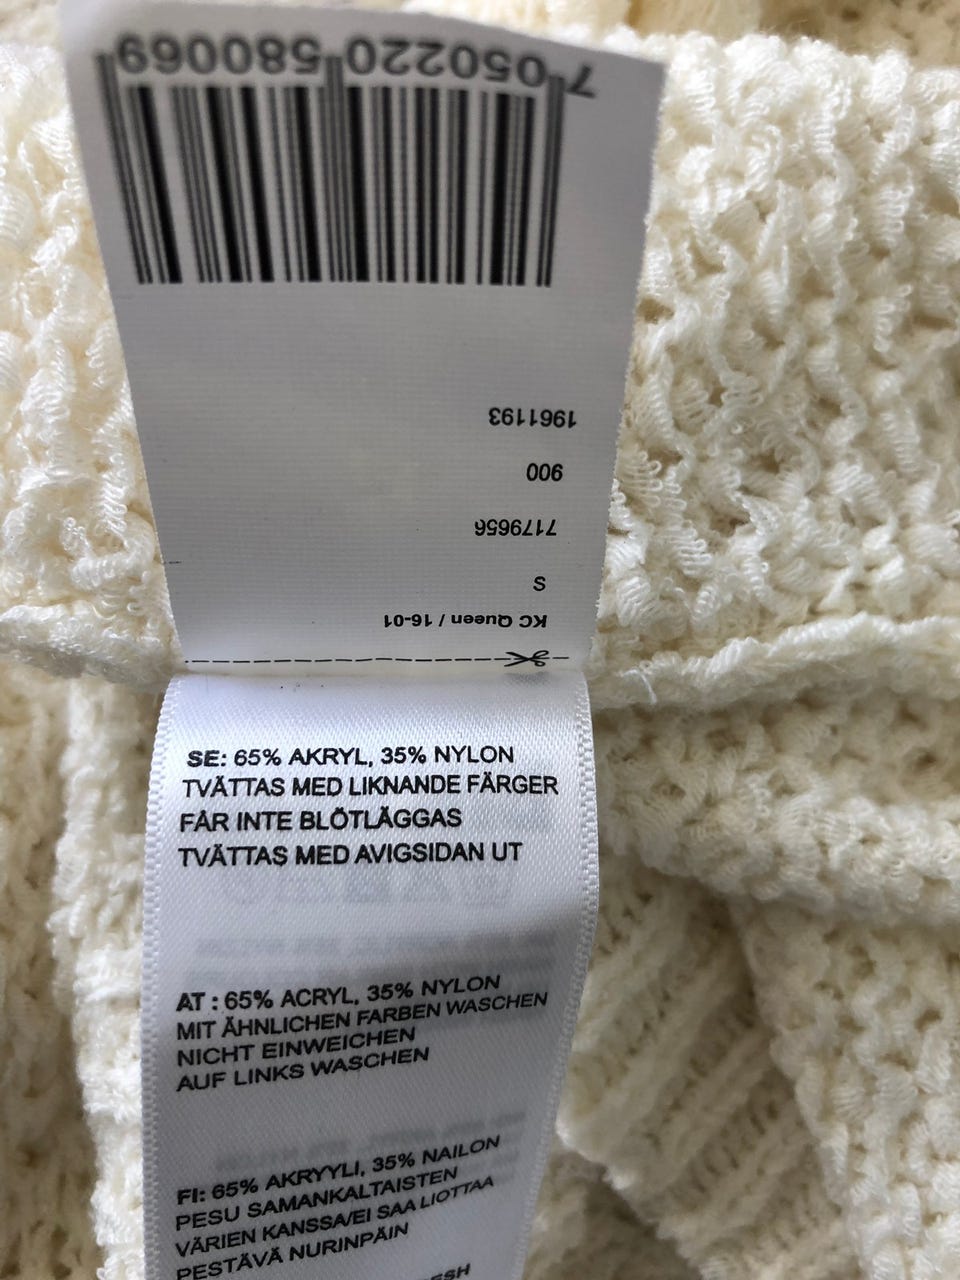 7 050220 580069
1961193
900
7179656
S
KC Queen / 16-01
SE: 65% AKRYL, 35% NYLON
TVÄTTAS MED LIKNANDE FÄRGER
FÅR INTE BLÖTLÄGGAS
TVÄTTAS MED AVIGSIDAN UT
AT : 65% ACRYL, 35% NYLON
MIT ÄHNLICHEN FARBEN WASCHEN
NICHT EINWEICHEN
AUF LINKS WASCHEN
FI: 65% AKRYYLI, 35% NAILON
PESU SAMANKALTAISTEN
VÄRIEN KANSSA/EI SAA LIOTTAA
PESTÄVÄ NURINPÄIN